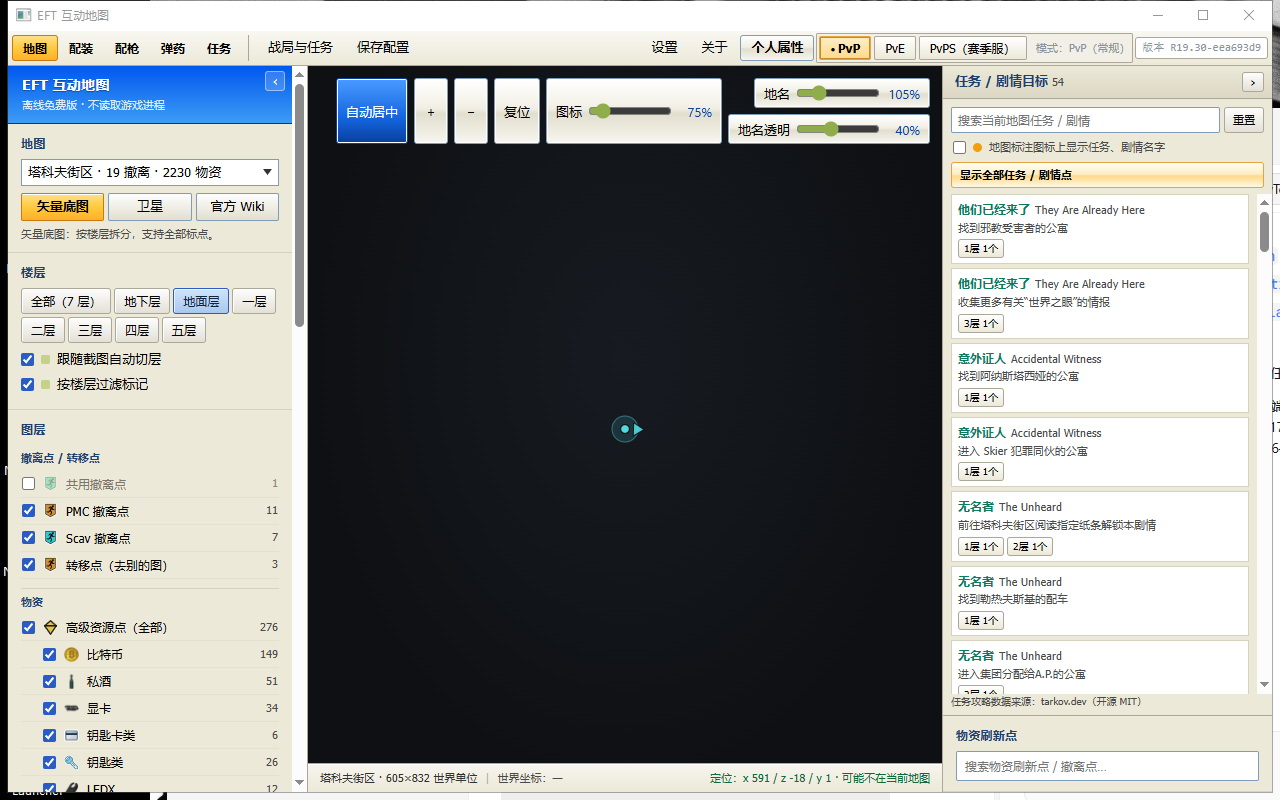 EFT 互动地图
地图 配装 配枪 弹药 任务 战局与任务 保存配置 设置 关于 个人属性 • PvP PvE PvPS（赛季服） 模式：PvP（常规） 版本 R19.30-eea693d9
EFT 互动地图
离线免费版 · 不读取游戏进程
地图
塔科夫街区 · 19 撤离 · 2230 物资
矢量底图 卫星 官方 Wiki
矢量底图：按楼层拆分，支持全部标点。
楼层
全部（7 层） 地下层 地面层 一层
二层 三层 四层 五层
跟随截图自动切层
按楼层过滤标记
图层
撤离点 / 转移点
共用撤离点 1
PMC 撤离点 11
Scav 撤离点 7
转移点（去别的图） 3
物资
高级资源点（全部） 276
比特币 149
私酒 51
显卡 34
钥匙卡类 6
钥匙类 26
LEDX 12
自动居中 + − 复位 图标 75%
地名 105%
地名透明 40%
塔科夫街区 · 605×832 世界单位 | 世界坐标：—
定位：x 591 / z -18 / y 1 · 可能不在当前地图
任务 / 剧情目标 54
搜索当前地图任务 / 剧情 重置
地图标注图标上显示任务、剧情名字
显示全部任务 / 剧情点
他们已经来了 They Are Already Here
找到邪教受害者的公寓
1层 1个
他们已经来了 They Are Already Here
收集更多有关“世界之眼”的情报
3层 1个
意外证人 Accidental Witness
找到阿纳斯塔西娅的公寓
1层 1个
意外证人 Accidental Witness
进入 Skier 犯罪同伙的公寓
1层 1个
无名者 The Unheard
前往塔科夫街区阅读指定纸条解锁本剧情
1层 1个 2层 1个
无名者 The Unheard
找到勒热夫斯基的配车
1层 1个
无名者 The Unheard
进入集团分配给A.P.的公寓
任务攻略数据来源：tarkov.dev（开源 MIT）
物资刷新点
搜索物资刷新点 / 撤离点...